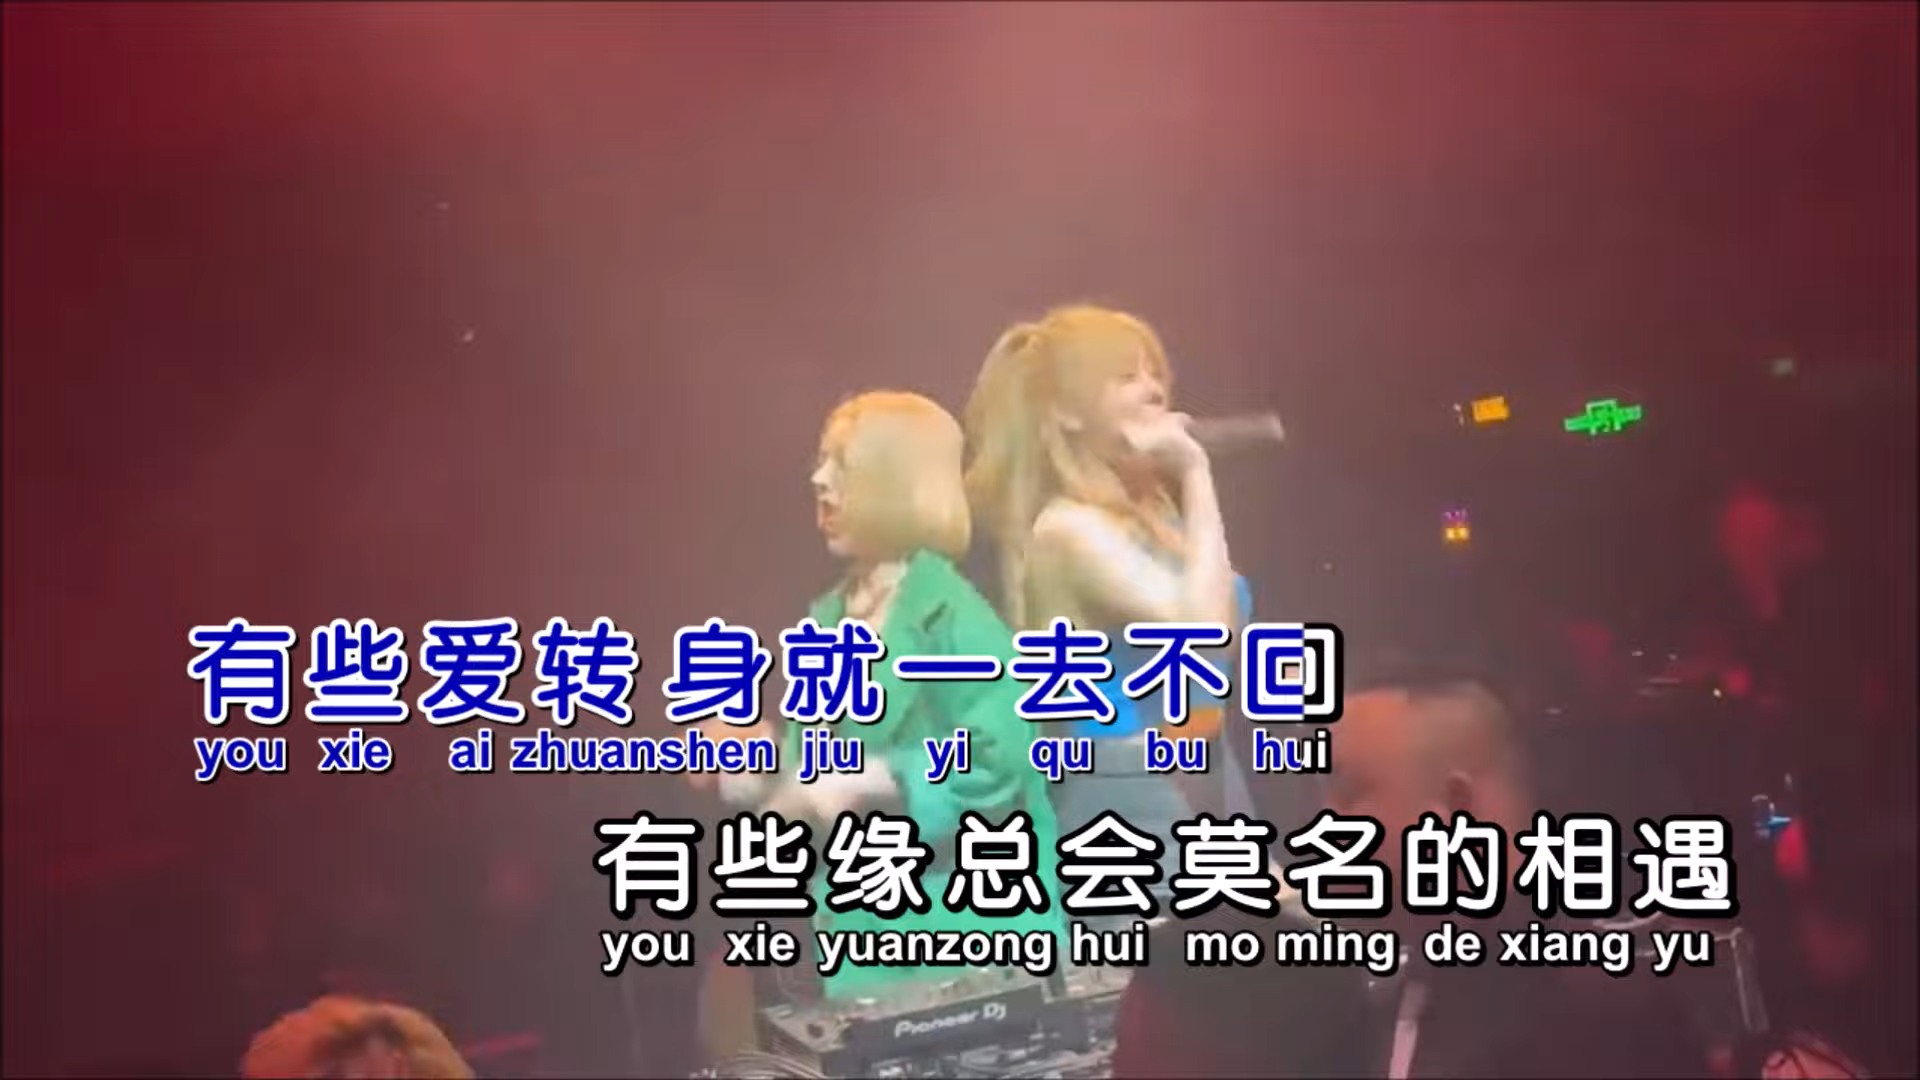 有些爱转身就一去不回
you xie ai zhuanshen jiu yi qu bu hui
有些缘总会莫名的相遇
you xie yuanzong hui mo ming de xiang yu
Pioneer Dj